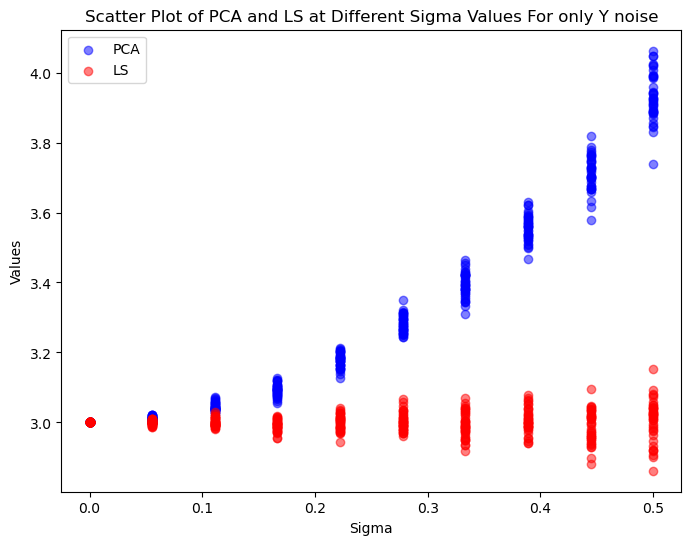 Scatter Plot of PCA and LS at Different Sigma Values For only Y noise
PCA
LS
Values
4.0
3.8
3.6
3.4
3.2
3.0
0.0 0.1 0.2 0.3 0.4 0.5
Sigma